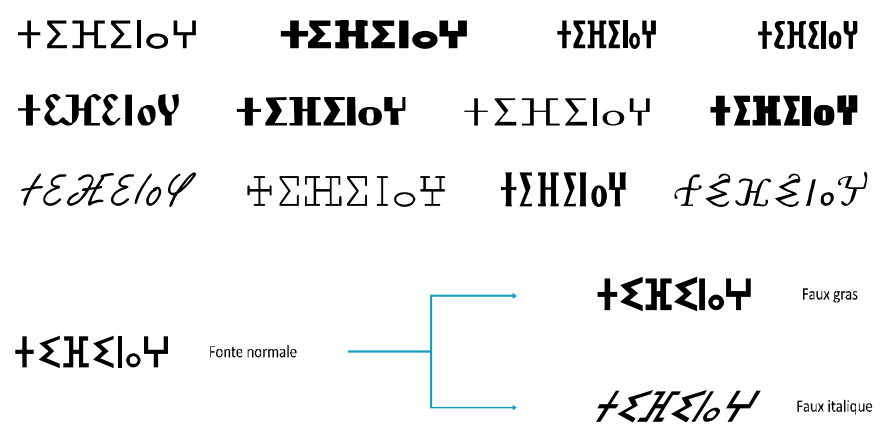 ⵜⵉⴼⵉⵏⴰⵖ ⵜⵉⴼⵉⵏⴰⵖ ⵜⵉⴼⵉⵏⴰⵖ ⵜⵉⴼⵉⵏⴰⵖ
ⵜⵉⴼⵉⵏⴰⵖ ⵜⵉⴼⵉⵏⴰⵖ ⵜⵉⴼⵉⵏⴰⵖ ⵜⵉⴼⵉⵏⴰⵖ
ⵜⵉⴼⵉⵏⴰⵖ ⵜⵉⴼⵉⵏⴰⵖ ⵜⵉⴼⵉⵏⴰⵖ ⵜⵉⴼⵉⵏⴰⵖ
ⵜⵉⴼⵉⵏⴰⵖ Faux gras
ⵜⵉⴼⵉⵏⴰⵖ Fonte normale
ⵜⵉⴼⵉⵏⴰⵖ Faux italique